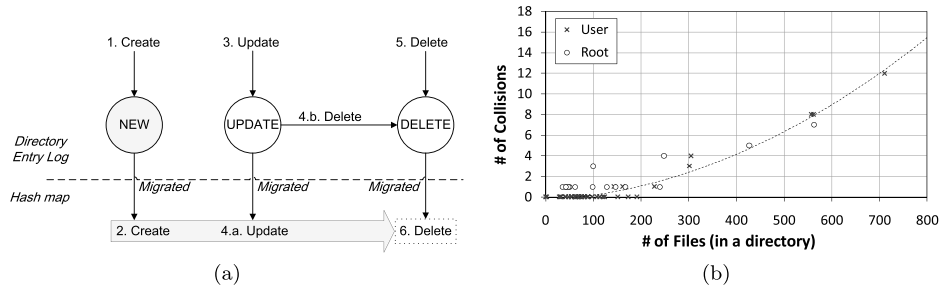 1. Create
3. Update
5. Delete
NEW
UPDATE
4.b. Delete
DELETE
Directory
Entry Log
Migrated
Migrated
Migrated
Hash map
2. Create
4.a. Update
6. Delete
(a)
# of Collisions
18
16
14
12
10
8
6
4
2
0
× User
○ Root
0 100 200 300 400 500 600 700 800
# of Files (in a directory)
(b)